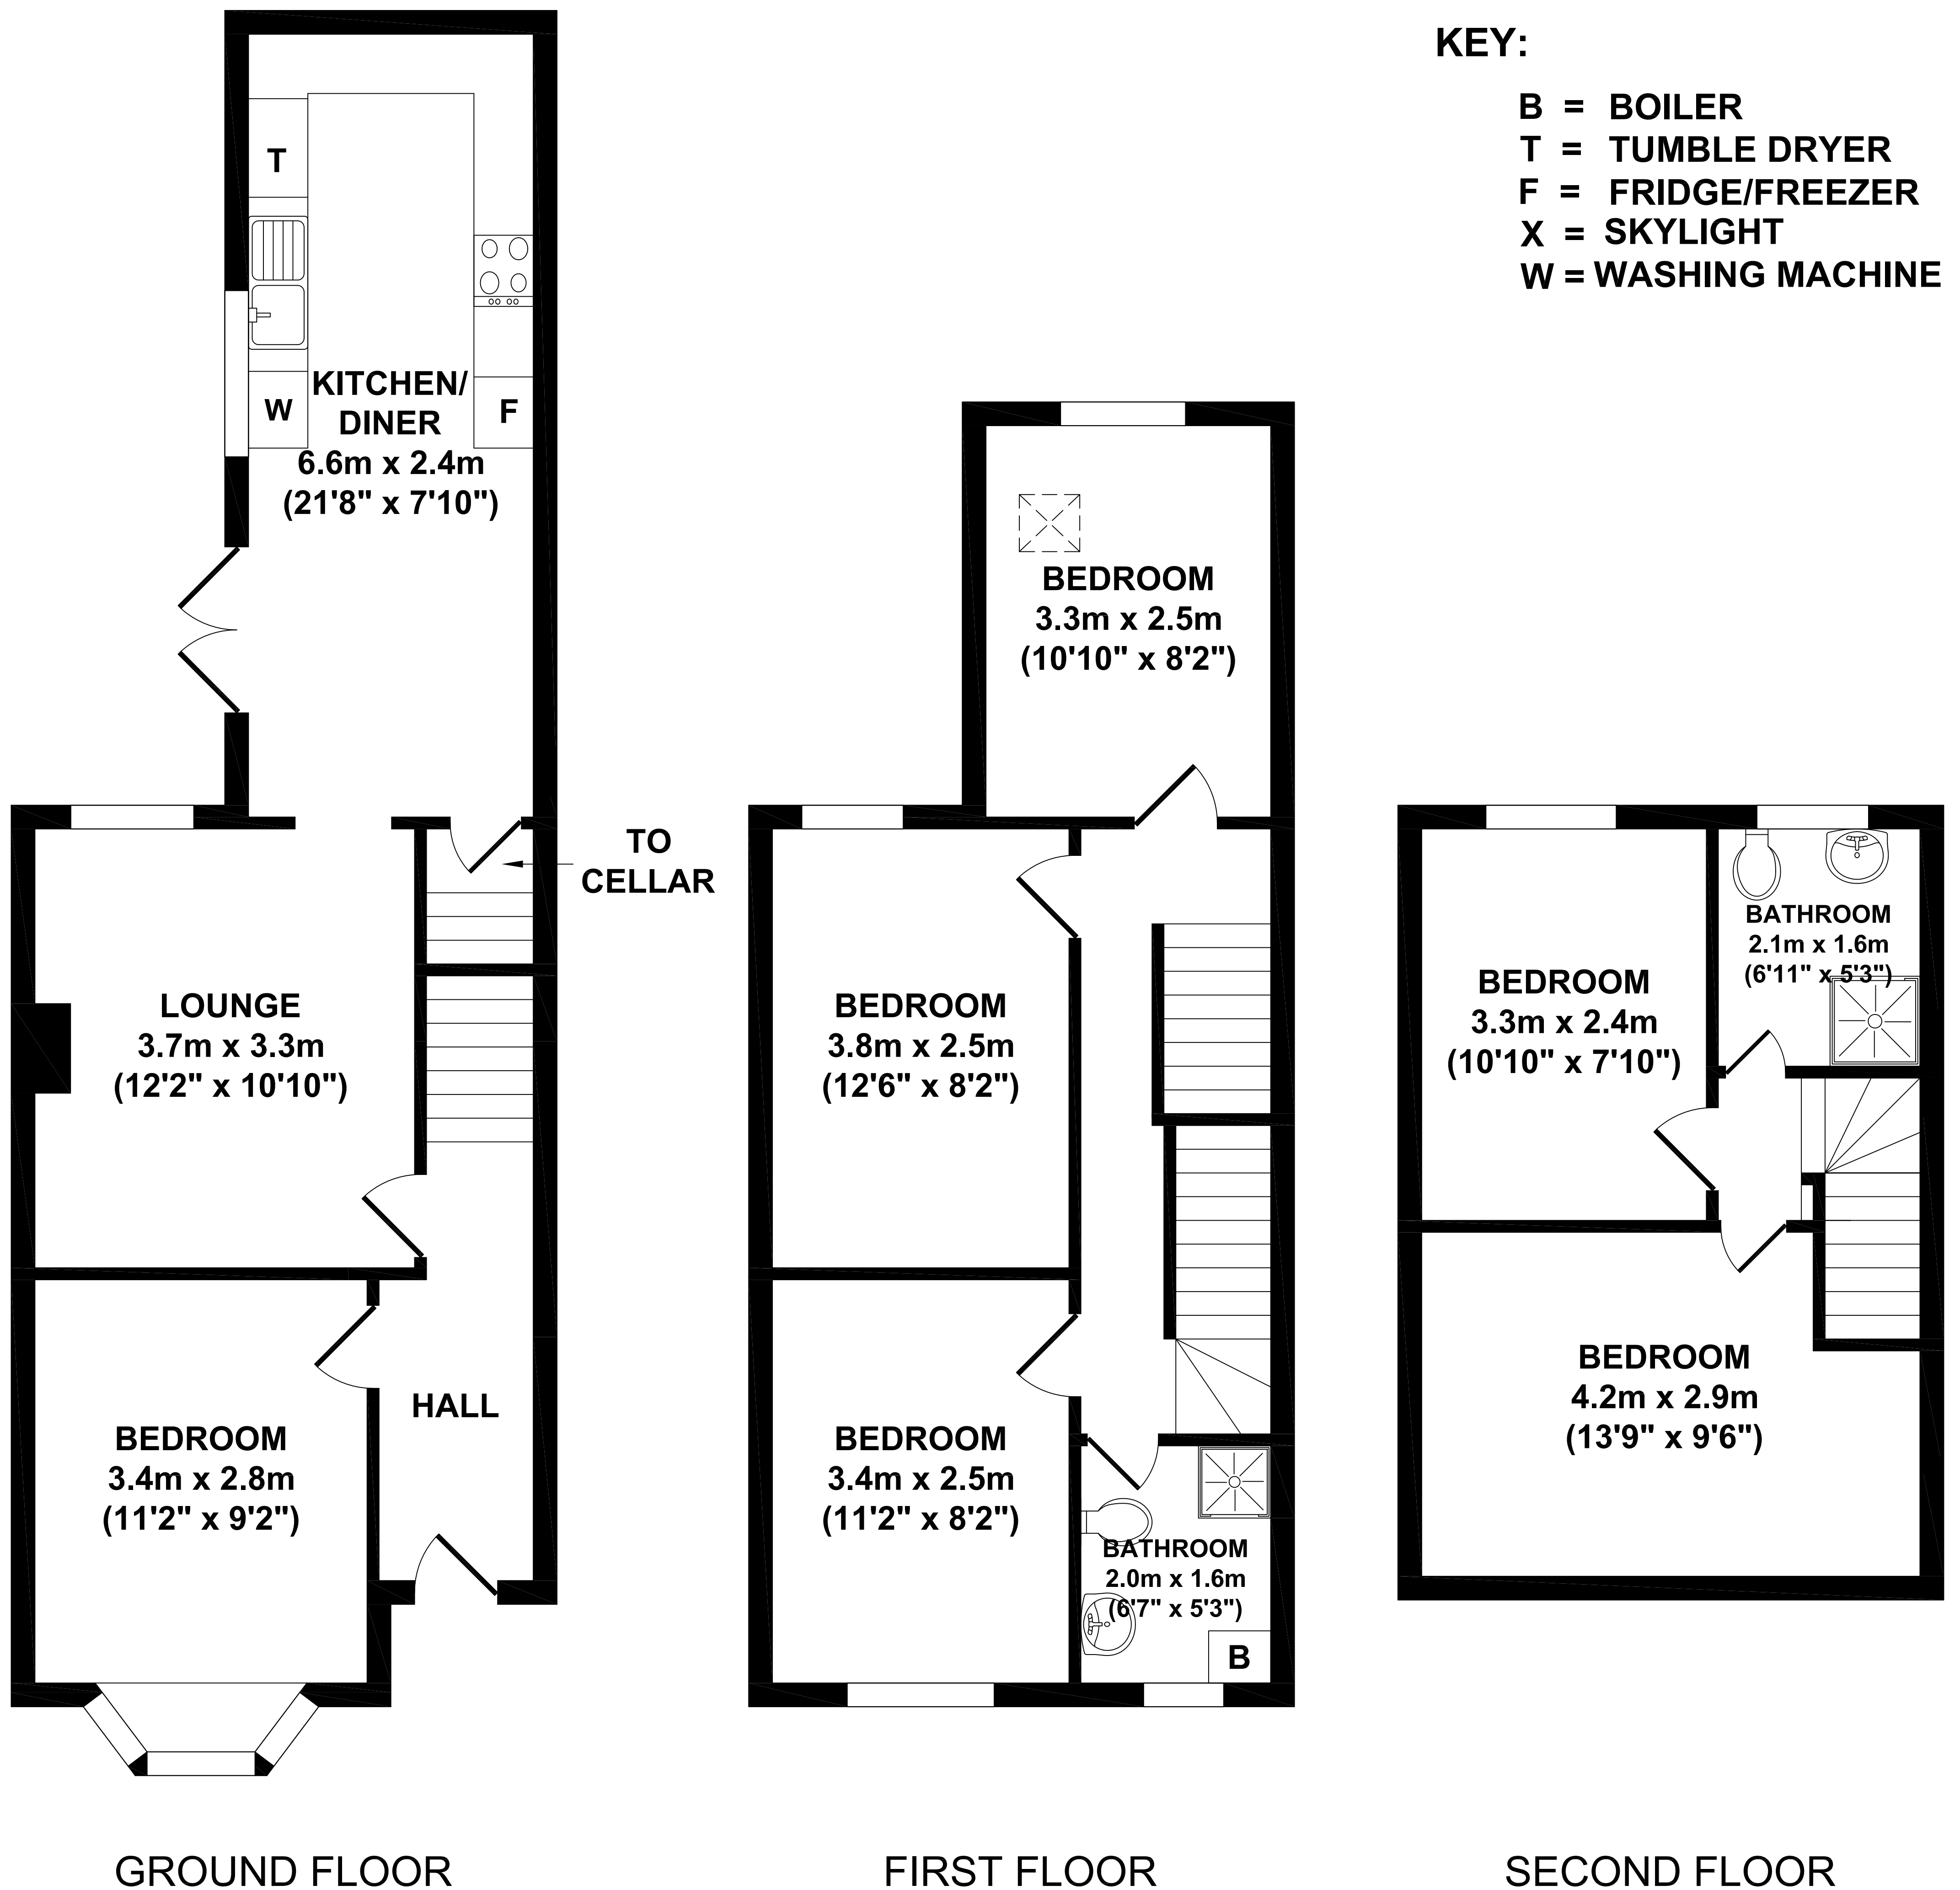 KEY:
B = BOILER
T = TUMBLE DRYER
F = FRIDGE/FREEZER
X = SKYLIGHT
W = WASHING MACHINE
T
W
F
KITCHEN/
DINER
6.6m x 2.4m
(21'8" x 7'10")
TO
CELLAR
LOUNGE
3.7m x 3.3m
(12'2" x 10'10")
HALL
BEDROOM
3.4m x 2.8m
(11'2" x 9'2")
GROUND FLOOR
BEDROOM
3.3m x 2.5m
(10'10" x 8'2")
BEDROOM
3.8m x 2.5m
(12'6" x 8'2")
BEDROOM
3.4m x 2.5m
(11'2" x 8'2")
BATHROOM
2.0m x 1.6m
(6'7" x 5'3")
B
FIRST FLOOR
BATHROOM
2.1m x 1.6m
(6'11" x 5'3")
BEDROOM
3.3m x 2.4m
(10'10" x 7'10")
BEDROOM
4.2m x 2.9m
(13'9" x 9'6")
SECOND FLOOR